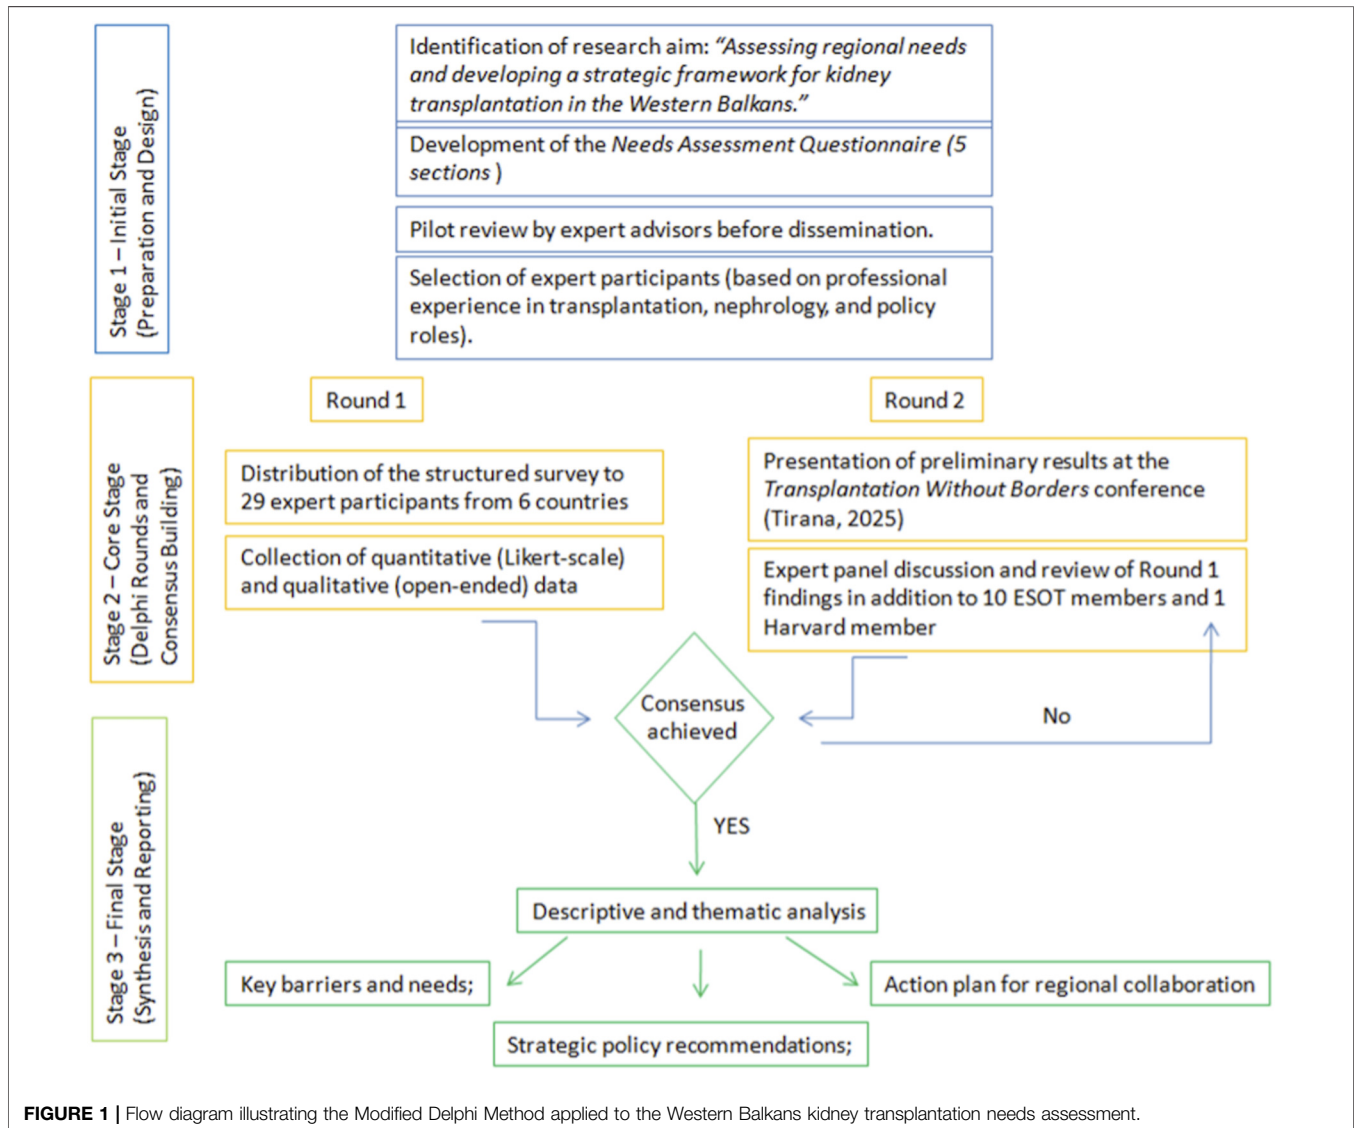 Stage 1 – Initial Stage
(Preparation and Design)
Identification of research aim: “Assessing regional needs
and developing a strategic framework for kidney
transplantation in the Western Balkans.”
Development of the Needs Assessment Questionnaire (5
sections )
Pilot review by expert advisors before dissemination.
Selection of expert participants (based on professional
experience in transplantation, nephrology, and policy
roles).
Stage 2 – Core Stage
(Delphi Rounds and
Consensus Building)
Round 1
Distribution of the structured survey to
29 expert participants from 6 countries
Collection of quantitative (Likert-scale)
and qualitative (open-ended) data
Round 2
Presentation of preliminary results at the
Transplantation Without Borders conference
(Tirana, 2025)
Expert panel discussion and review of Round 1
findings in addition to 10 ESOT members and 1
Harvard member
Consensus
achieved
No
YES
Stage 3 – Final Stage
(Synthesis and Reporting)
Descriptive and thematic analysis
Key barriers and needs;
Action plan for regional collaboration
Strategic policy recommendations;
FIGURE 1 | Flow diagram illustrating the Modified Delphi Method applied to the Western Balkans kidney transplantation needs assessment.